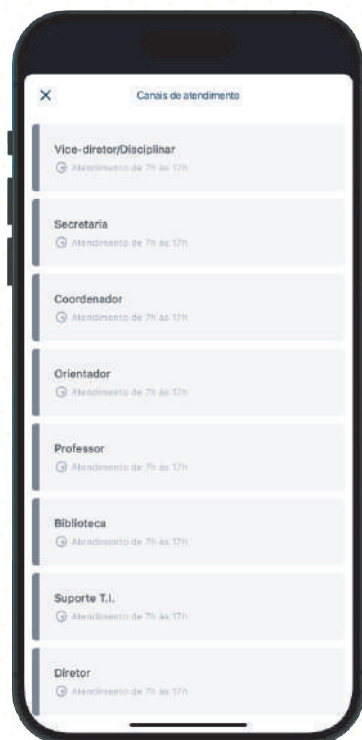 Canais de atendimento
Vice-diretor/Disciplinar
Atendimento de 7h às 17h
Secretaria
Atendimento de 7h às 17h
Coordenador
Atendimento de 7h às 17h
Orientador
Atendimento de 7h às 17h
Professor
Atendimento de 7h às 17h
Biblioteca
Atendimento de 7h às 17h
Suporte T.I.
Atendimento de 7h às 17h
Diretor
Atendimento de 7h às 17h